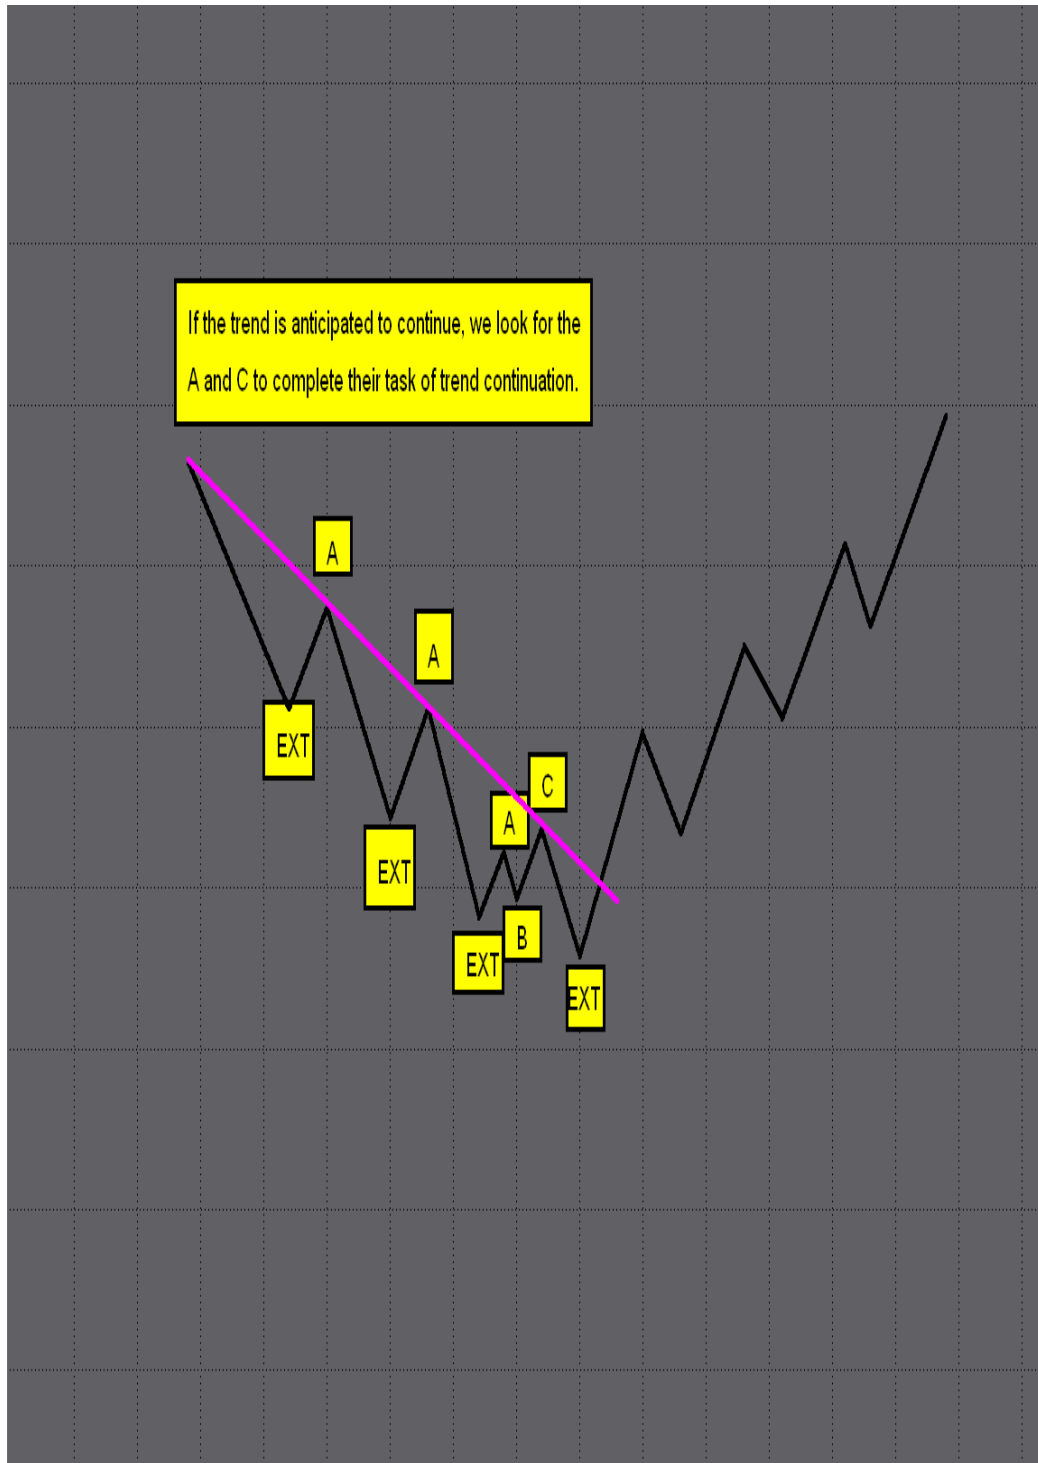 If the trend is anticipated to continue, we look for the
A and C to complete their task of trend continuation.
A
A
EXT
C
A
EXT
B
EXT
EXT